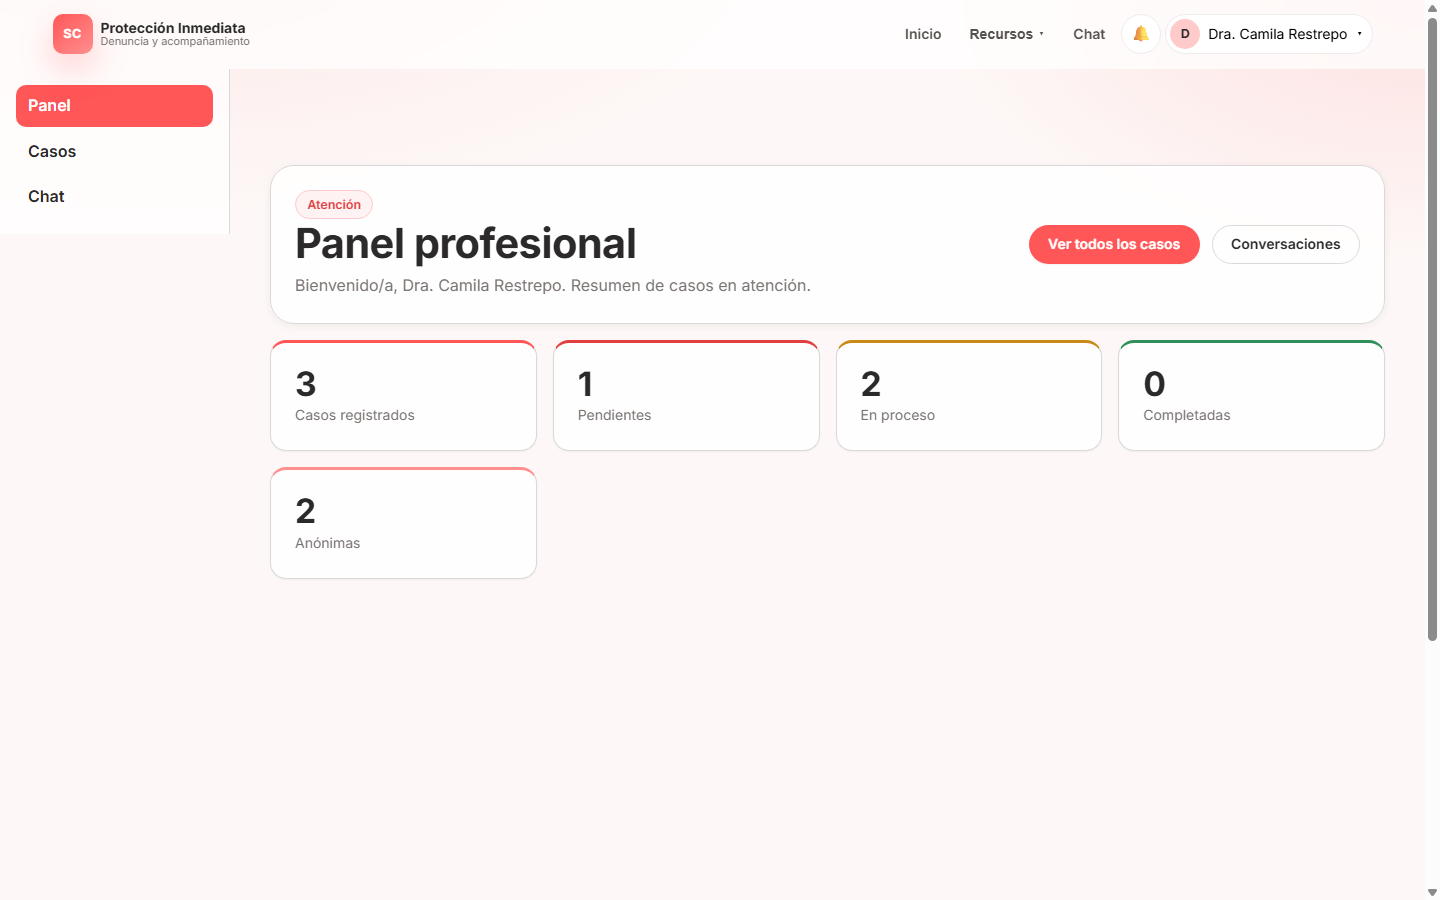 SC
Protección Inmediata
Denuncia y acompañamiento
Inicio
Recursos
Chat
D
Dra. Camila Restrepo
Panel
Casos
Chat
Atención
Panel profesional
Bienvenido/a, Dra. Camila Restrepo. Resumen de casos en atención.
Ver todos los casos
Conversaciones
3
Casos registrados
1
Pendientes
2
En proceso
0
Completadas
2
Anónimas